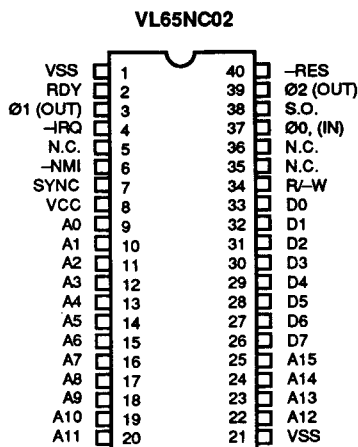 VL65NC02
VSS 1 40 –RES
RDY 2 39 Ø2 (OUT)
Ø1 (OUT) 3 38 S.O.
–IRQ 4 37 Ø0, (IN)
N.C. 5 36 N.C.
–NMI 6 35 N.C.
SYNC 7 34 R/–W
VCC 8 33 D0
A0 9 32 D1
A1 10 31 D2
A2 11 30 D3
A3 12 29 D4
A4 13 28 D5
A5 14 27 D6
A6 15 26 D7
A7 16 25 A15
A8 17 24 A14
A9 18 23 A13
A10 19 22 A12
A11 20 21 VSS